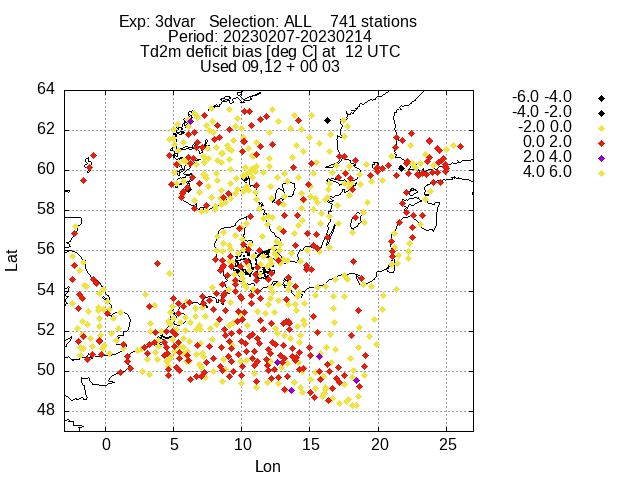 Exp: 3dvar   Selection: ALL    741 stations
Period: 20230207-20230214
Td2m deficit bias [deg C] at  12 UTC
Used 09,12 + 00 03
64
62
60
58
56
54
52
50
48
Lat
0 5 10 15 20 25
Lon
-6.0 -4.0
-4.0 -2.0
-2.0 0.0
0.0 2.0
2.0 4.0
4.0 6.0